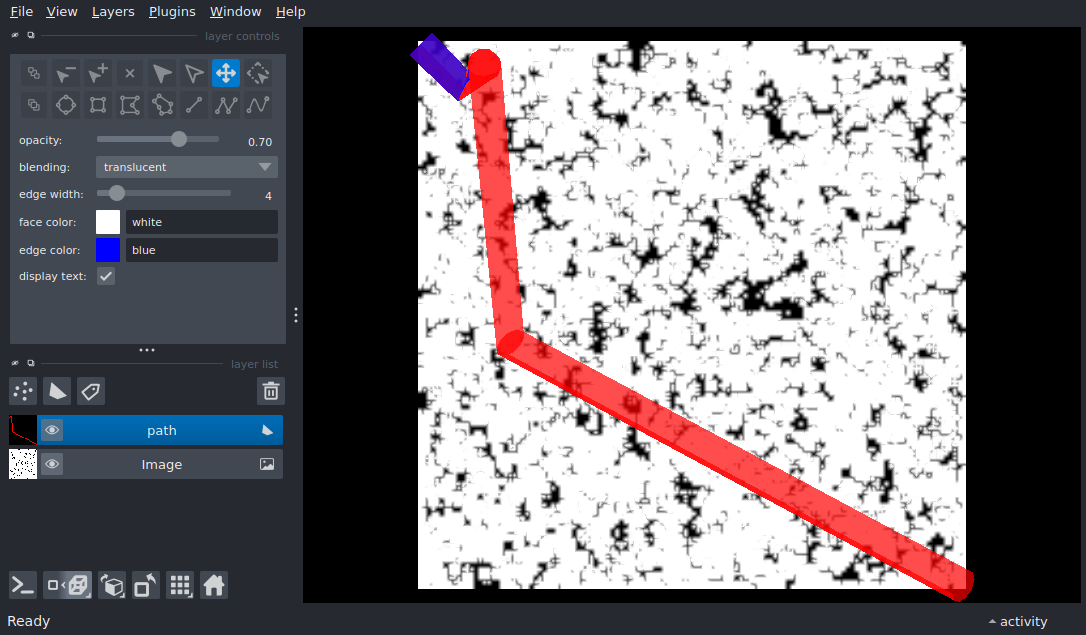 File View Layers Plugins Window Help
layer controls
opacity: 0.70
blending: translucent
edge width: 4
face color: white
edge color: blue
display text:
layer list
path
Image
Ready activity